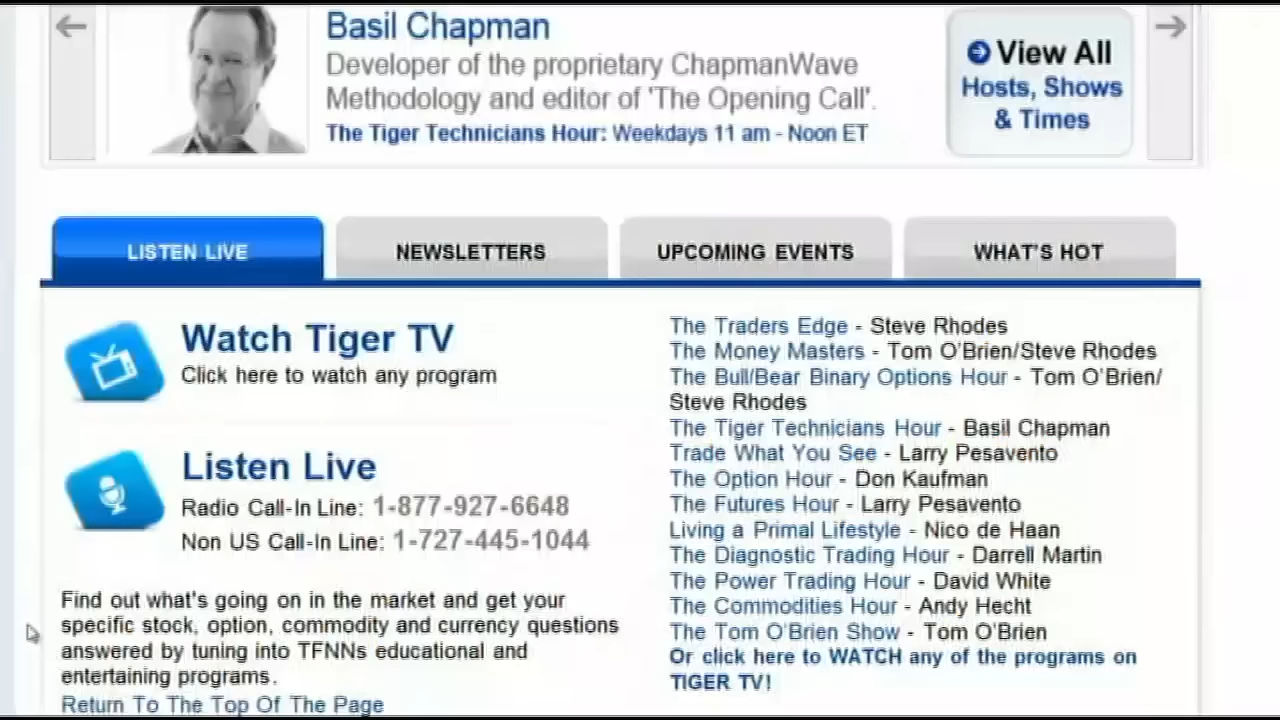 Basil Chapman
Developer of the proprietary ChapmanWave
Methodology and editor of 'The Opening Call'.
The Tiger Technicians Hour: Weekdays 11 am - Noon ET
View All
Hosts, Shows
& Times
LISTEN LIVE
NEWSLETTERS
UPCOMING EVENTS
WHAT'S HOT
Watch Tiger TV
Click here to watch any program
Listen Live
Radio Call-In Line: 1-877-927-6648
Non US Call-In Line: 1-727-445-1044
Find out what's going on in the market and get your
specific stock, option, commodity and currency questions
answered by tuning into TFNNs educational and
entertaining programs.
Return To The Top Of The Page
The Traders Edge - Steve Rhodes
The Money Masters - Tom O'Brien/Steve Rhodes
The Bull/Bear Binary Options Hour - Tom O'Brien/
Steve Rhodes
The Tiger Technicians Hour - Basil Chapman
Trade What You See - Larry Pesavento
The Option Hour - Don Kaufman
The Futures Hour - Larry Pesavento
Living a Primal Lifestyle - Nico de Haan
The Diagnostic Trading Hour - Darrell Martin
The Power Trading Hour - David White
The Commodities Hour - Andy Hecht
The Tom O'Brien Show - Tom O'Brien
Or click here to WATCH any of the programs on
TIGER TV!